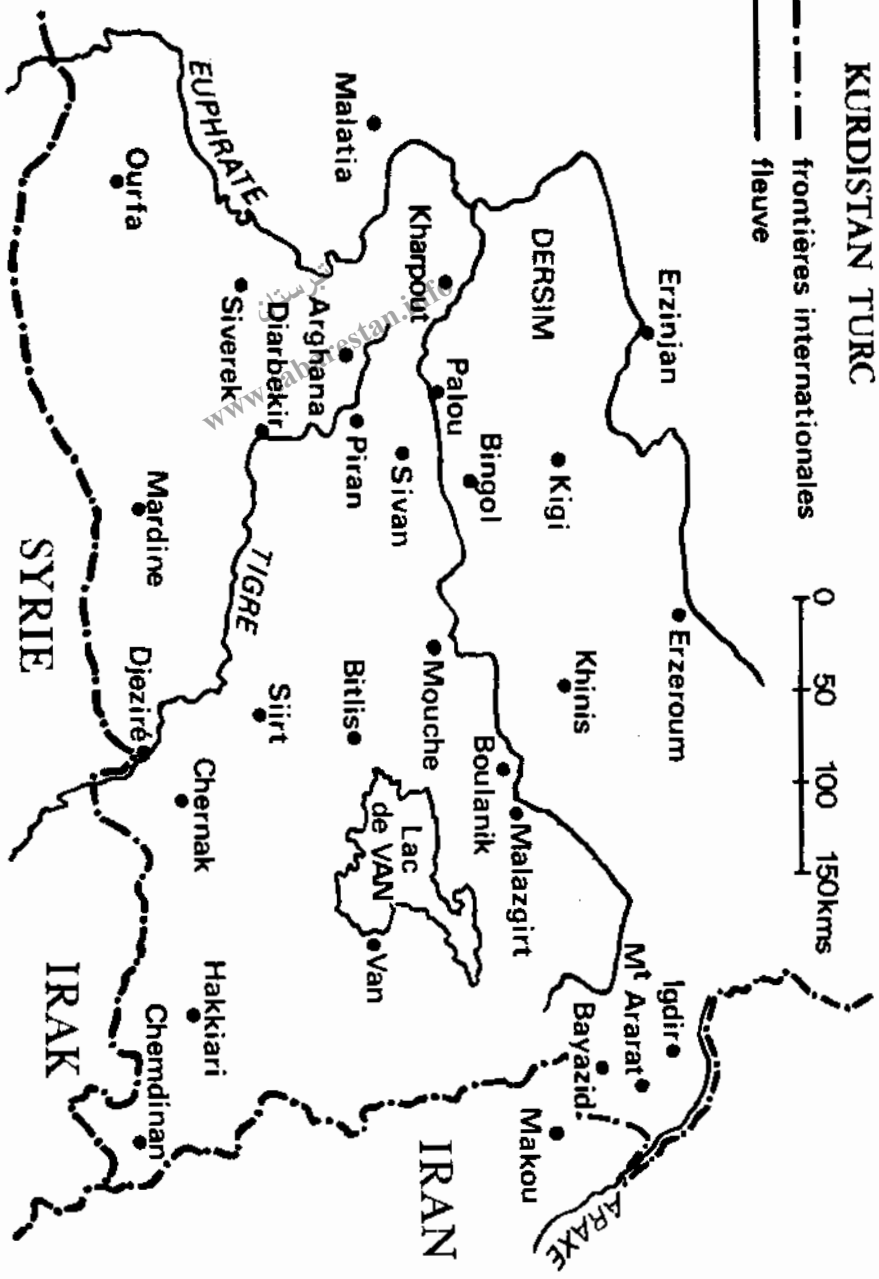 KURDISTAN TURC
frontières internationales
fleuve
0 50 100 150kms
Erzinjan
Erzeroum
Igdir
Mt Ararat
Bayazid
Makou
ARAXE
DERSIM
Kigi
Khinis
Malatia
Kharpout
Palou
Bingol
Mouche
Boulanik
Malazgirt
Arghana
Piran
Sivan
Bitlis
Lac
de VAN
Van
IRAN
EUPHRATE
Siverek
Diarbekir
TIGRE
Siirt
Ourfa
Mardine
Djeziré
Chernak
Hakkiari
Chemdinan
SYRIE
IRAK
تبرستان
www.tabarestan.info